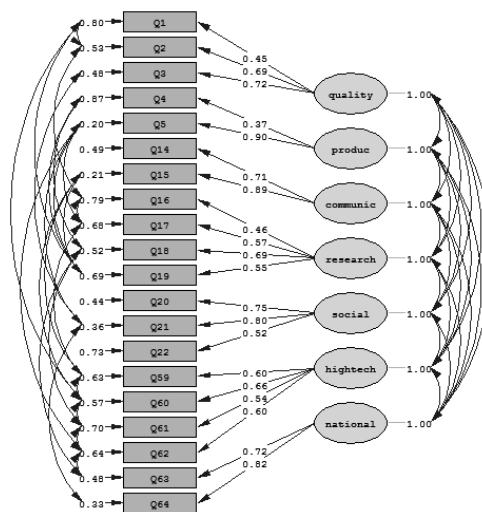 0.80 Q1
0.53 Q2
0.48 Q3
0.87 Q4
0.20 Q5
0.49 Q14
0.21 Q15
0.79 Q16
0.68 Q17
0.52 Q18
0.69 Q19
0.44 Q20
0.36 Q21
0.73 Q22
0.63 Q59
0.57 Q60
0.70 Q61
0.64 Q62
0.48 Q63
0.33 Q64
0.45
0.69
0.72
0.37
0.90
0.71
0.89
0.46
0.57
0.69
0.55
0.75
0.80
0.52
0.60
0.66
0.54
0.60
0.72
0.82
quality 1.00
produc 1.00
communic 1.00
research 1.00
social 1.00
hightech 1.00
national 1.00